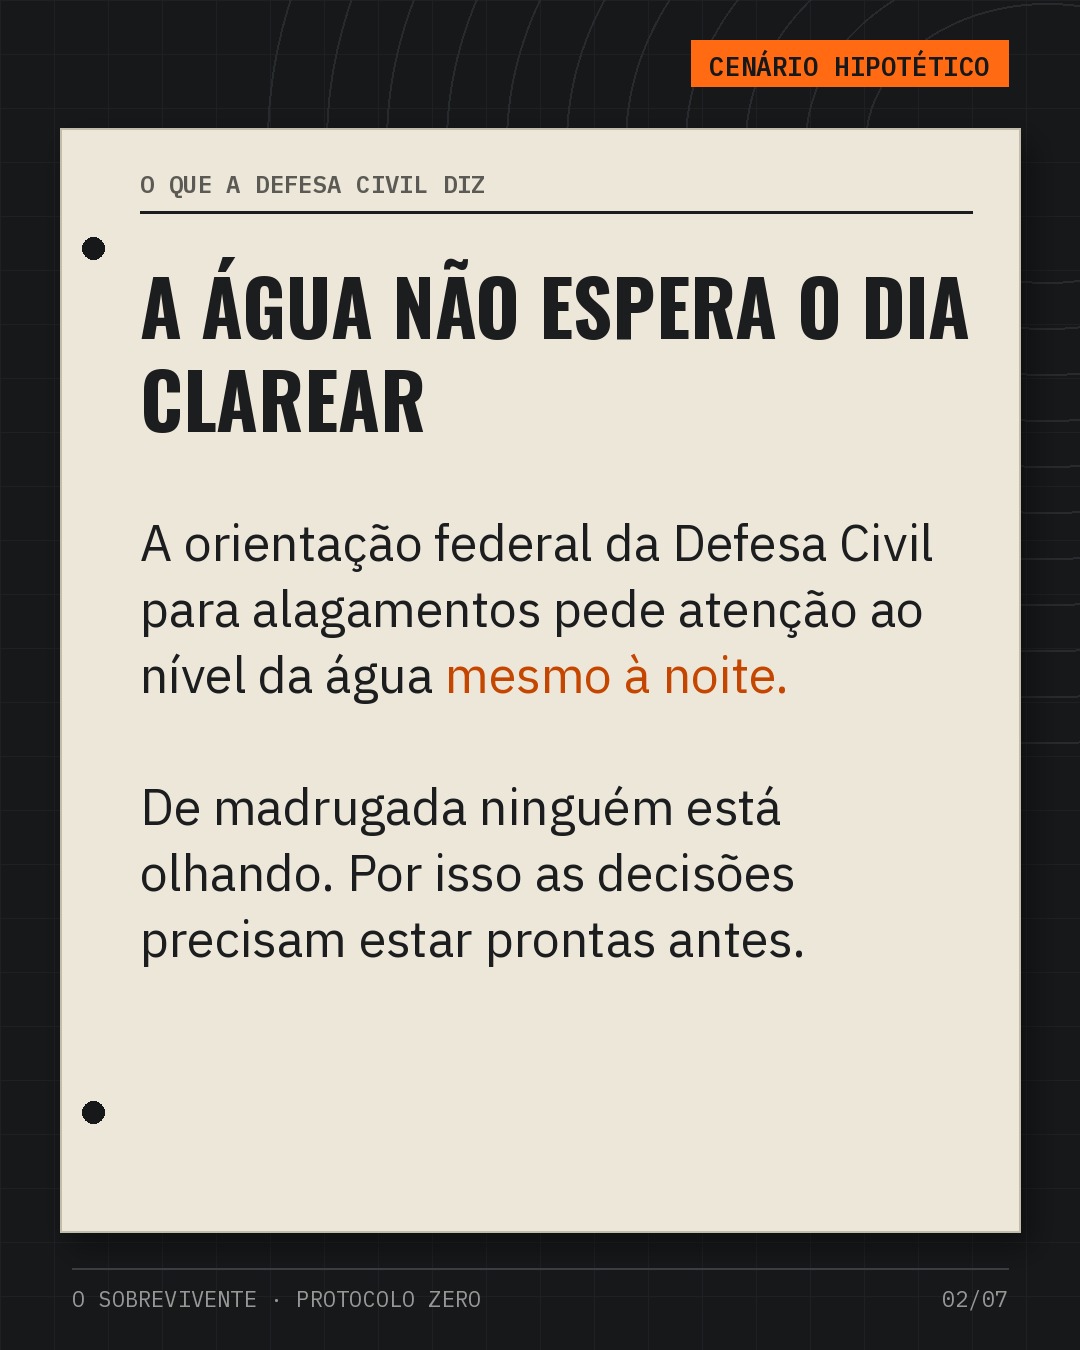 CENÁRIO HIPOTÉTICO
O QUE A DEFESA CIVIL DIZ
A ÁGUA NÃO ESPERA O DIA
CLAREAR
A orientação federal da Defesa Civil
para alagamentos pede atenção ao
nível da água mesmo à noite.
De madrugada ninguém está
olhando. Por isso as decisões
precisam estar prontas antes.
O SOBREVIVENTE · PROTOCOLO ZERO
02/07